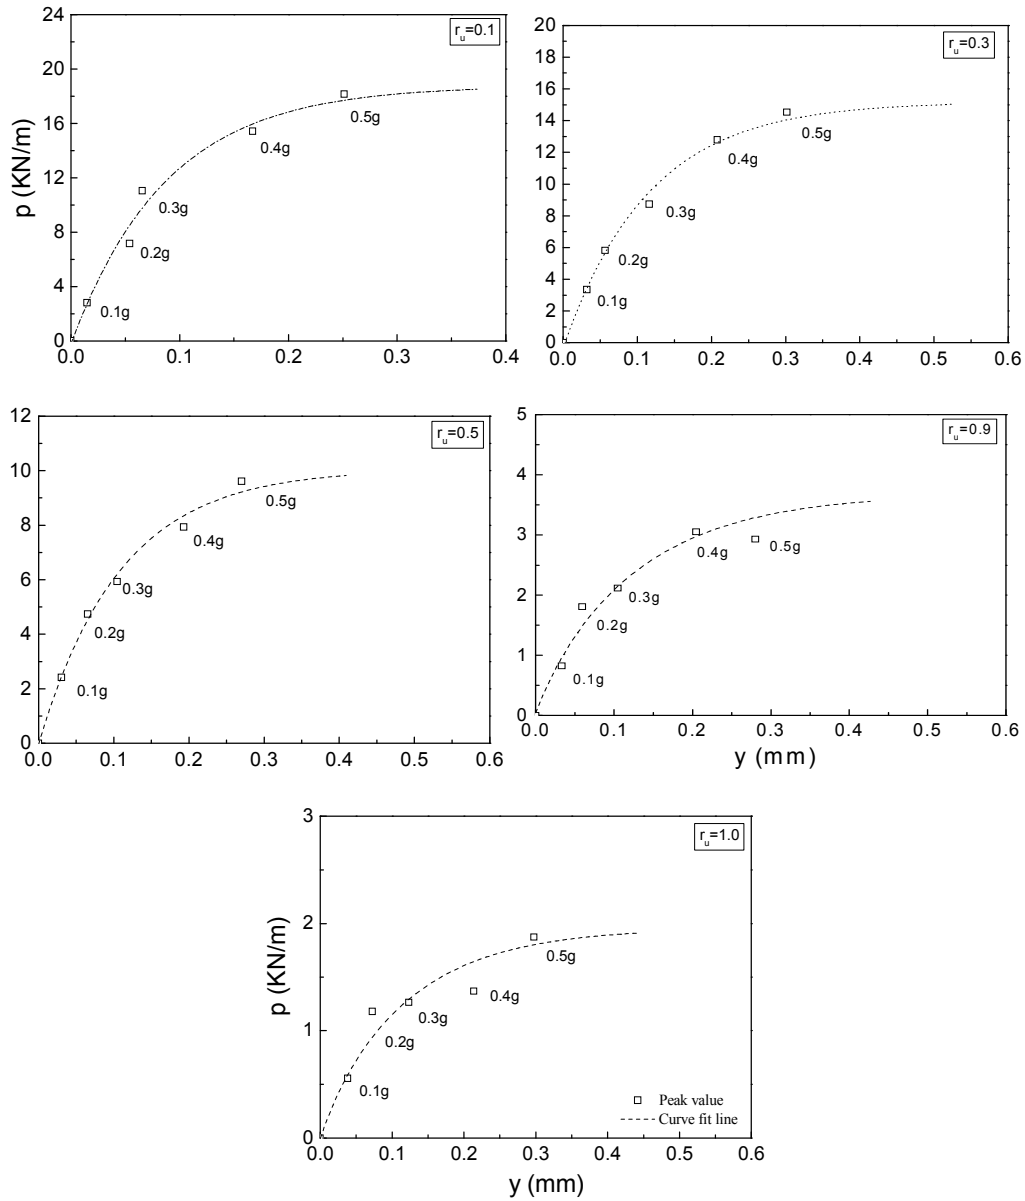 24
20
16
12
8
4
0
p (KN/m)
r_u=0.1
0.5g
0.4g
0.3g
0.2g
0.1g
0.0 0.1 0.2 0.3 0.4
20
18
16
14
12
10
8
6
4
2
0
r_u=0.3
0.5g
0.4g
0.3g
0.2g
0.1g
0.0 0.1 0.2 0.3 0.4 0.5 0.6
12
10
8
6
4
2
0
r_u=0.5
0.5g
0.4g
0.3g
0.2g
0.1g
0.0 0.1 0.2 0.3 0.4 0.5 0.6
5
4
3
2
1
0
r_u=0.9
0.4g 0.5g
0.3g
0.2g
0.1g
0.0 0.1 0.2 0.3 0.4 0.5 0.6
y (mm)
3
2
1
0
p (KN/m)
r_u=1.0
0.5g
0.4g
0.3g
0.2g
0.1g
Peak value
Curve fit line
0.0 0.1 0.2 0.3 0.4 0.5 0.6
y (mm)